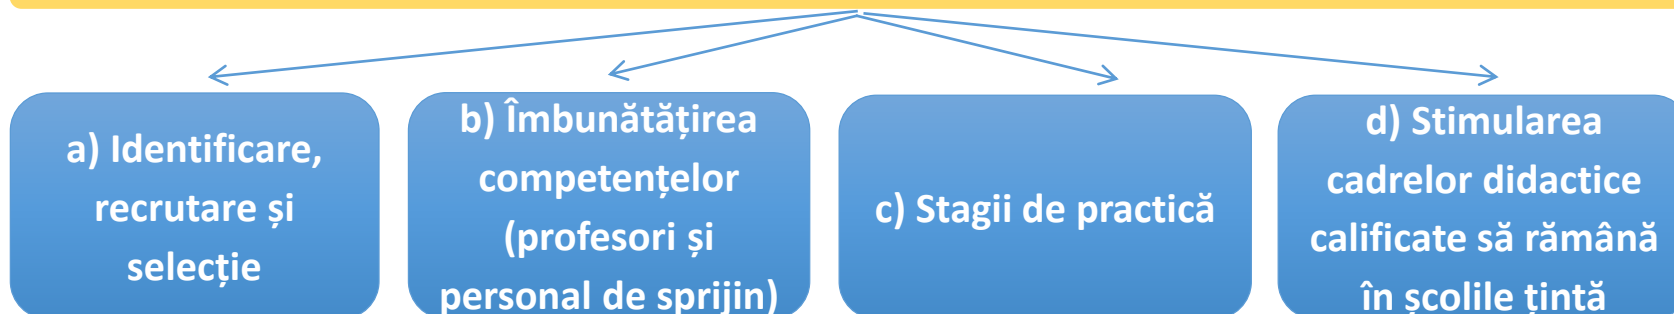 a) Identificare,
recrutare și
selecție
b) Îmbunătățirea
competențelor
(profesori și
personal de sprijin)
c) Stagii de practică
d) Stimularea
cadrelor didactice
calificate să rămână
în școlile țintă